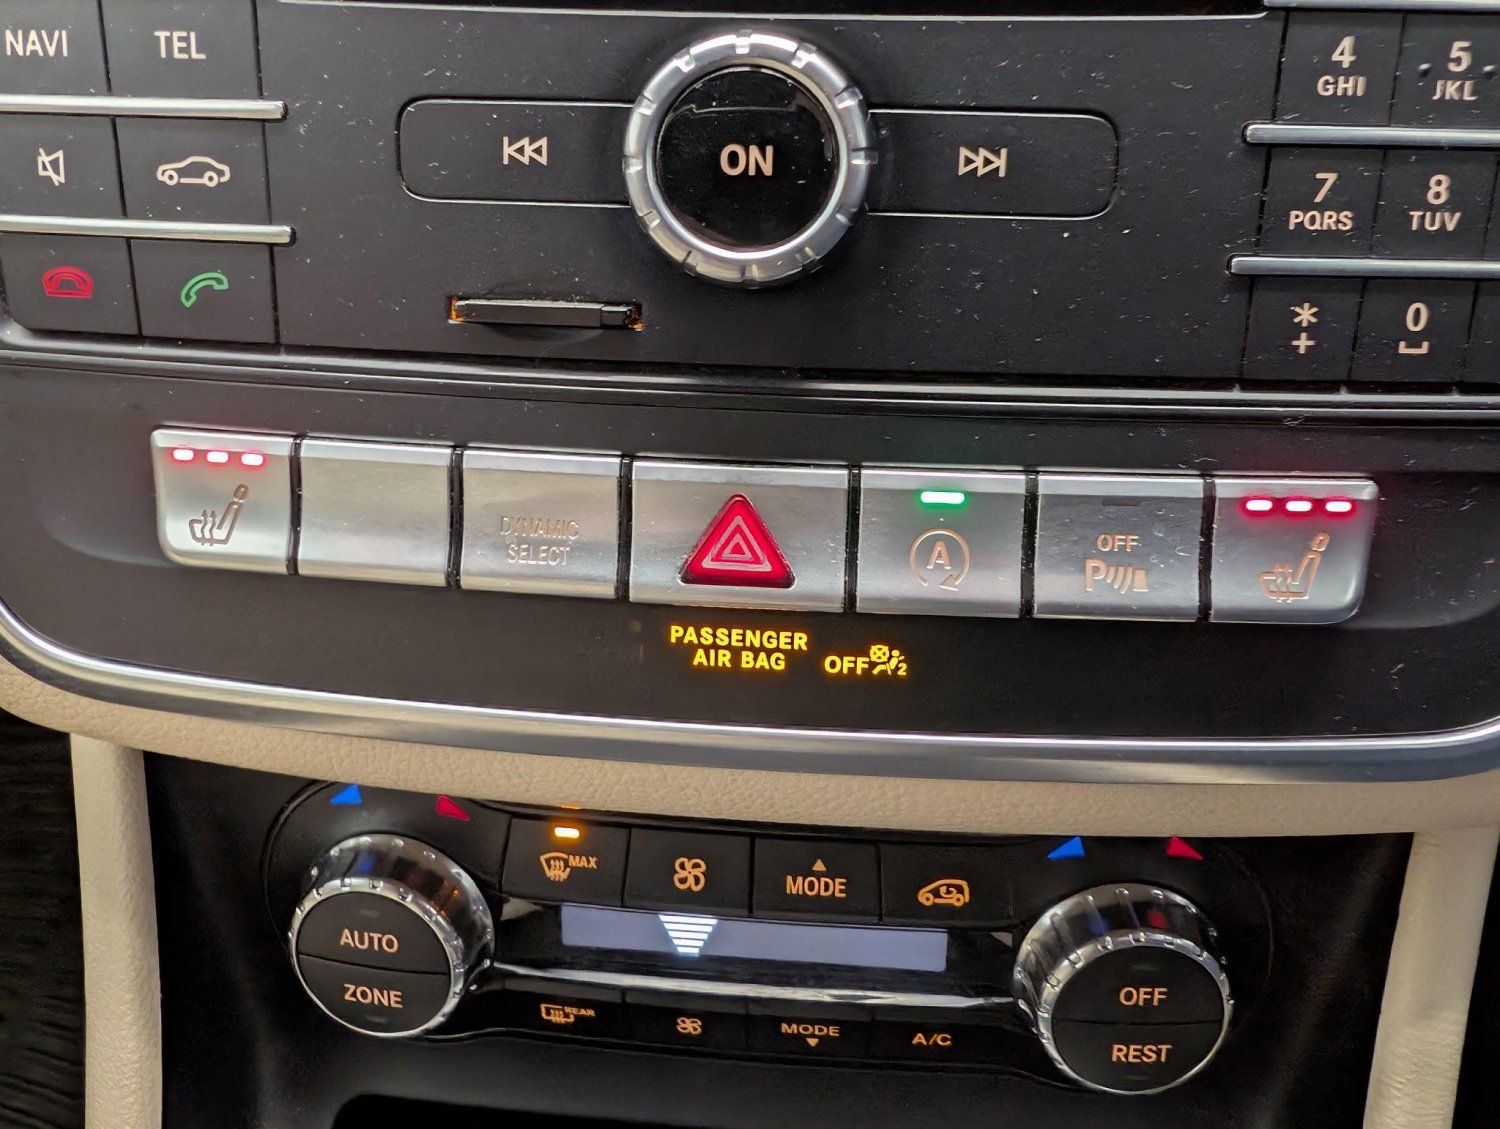 NAVI
TEL
ON
4
GHI
5
JKL
7
PQRS
8
TUV
*
+
0
DYNAMIC
SELECT
A
OFF
P
PASSENGER
AIR BAG
OFF
2
MAX
MODE
AUTO
ZONE
OFF
REST
REAR
MODE
A/C